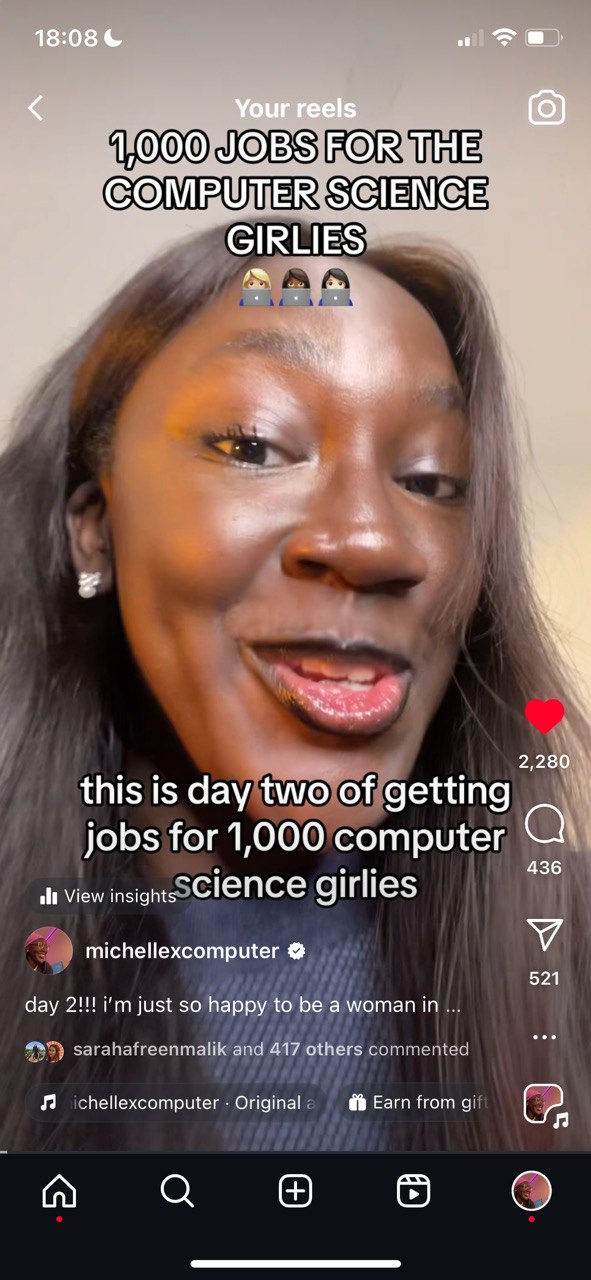 18:08
Your reels
1,000 JOBS FOR THE
COMPUTER SCIENCE
GIRLIES
👩🏼‍💻👩🏾‍💻👩🏻‍💻
2,280
this is day two of getting
jobs for 1,000 computer
science girlies
436
View insights
michellexcomputer
521
day 2!!! i’m just so happy to be a woman in ...
sarahafreenmalik and 417 others commented
ichellexcomputer · Original a
Earn from gift